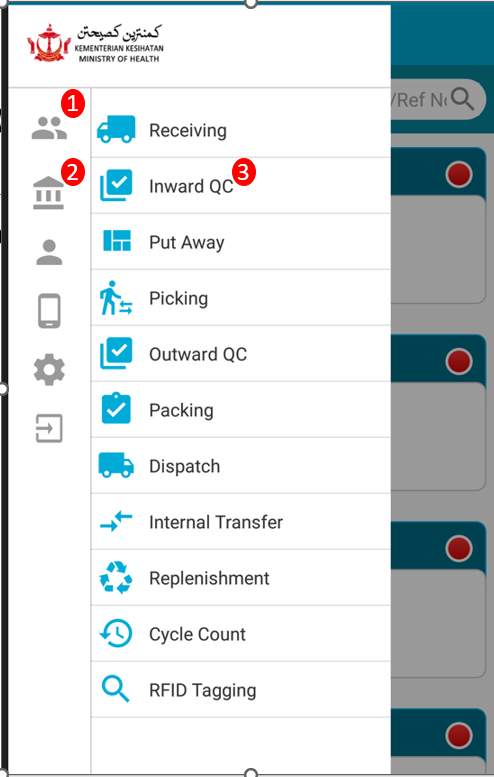 كمنترين كصيحتن
KEMENTERIAN KESIHATAN
MINISTRY OF HEALTH
/Ref No
1
2
Receiving
Inward QC
3
Put Away
Picking
Outward QC
Packing
Dispatch
Internal Transfer
Replenishment
Cycle Count
RFID Tagging